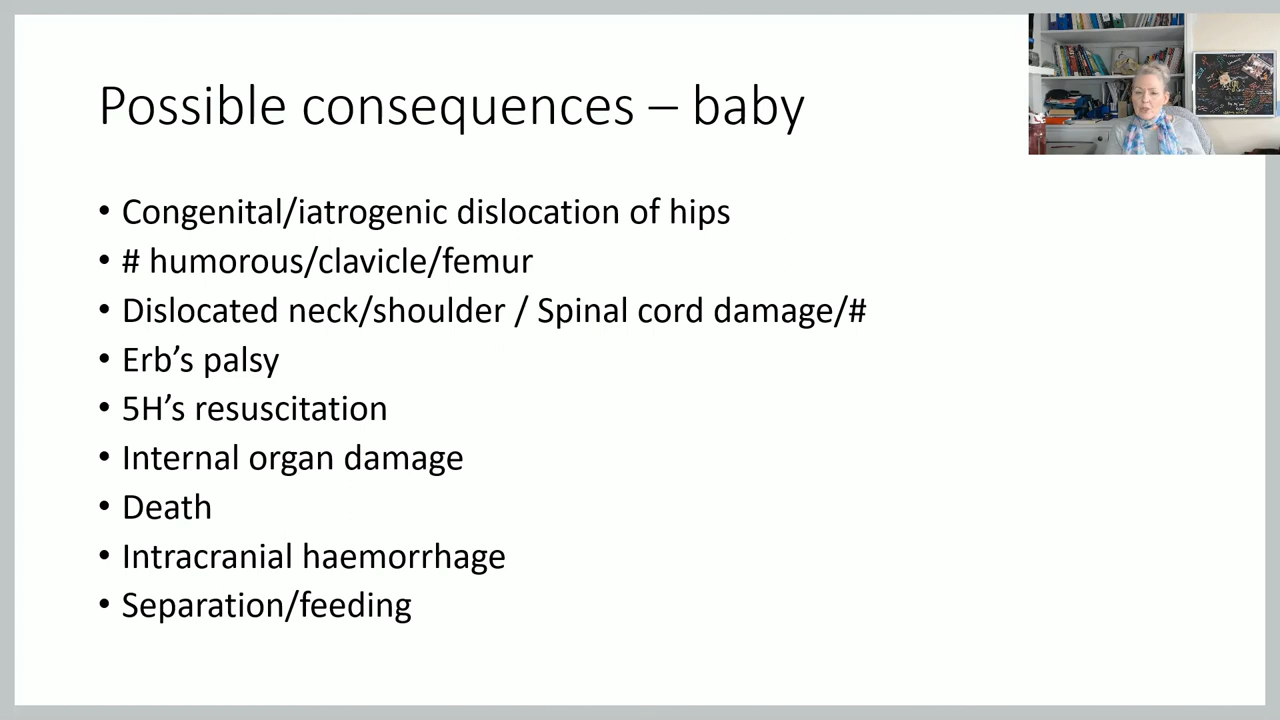 Possible consequences – baby
• Congenital/iatrogenic dislocation of hips
• # humorous/clavicle/femur
• Dislocated neck/shoulder / Spinal cord damage/#
• Erb’s palsy
• 5H’s resuscitation
• Internal organ damage
• Death
• Intracranial haemorrhage
• Separation/feeding